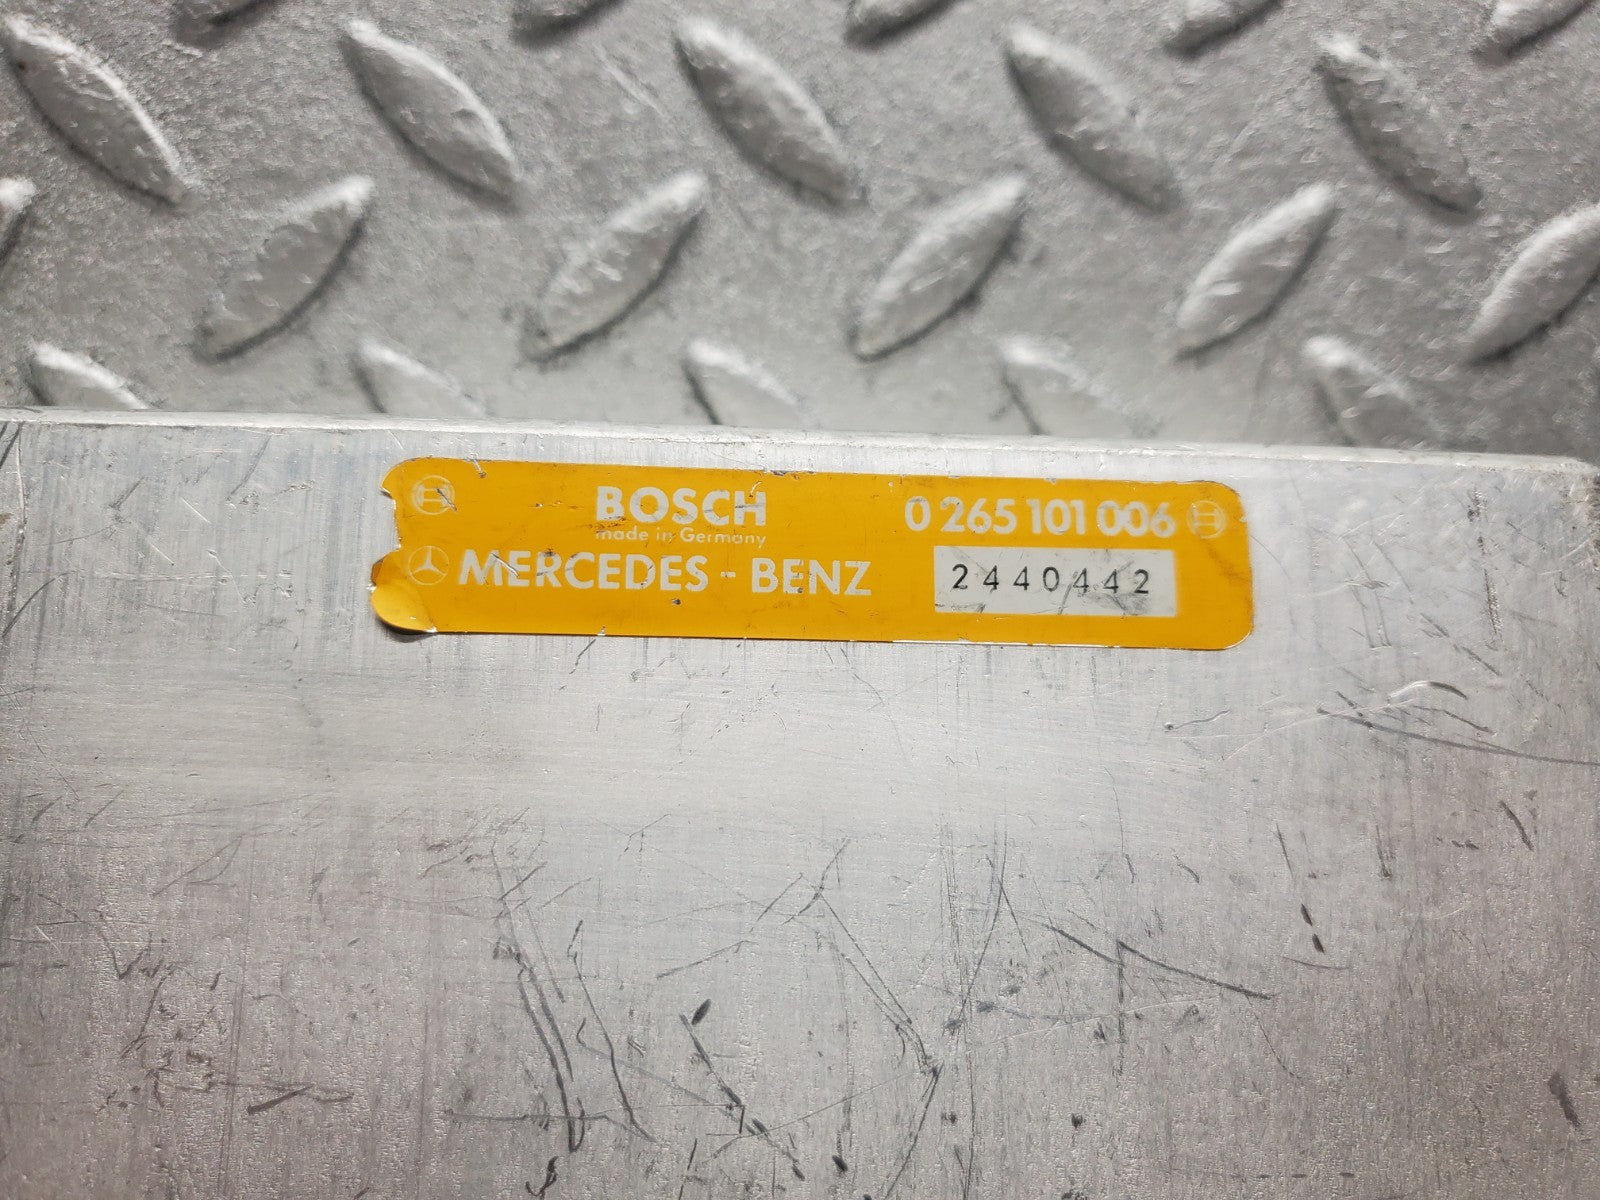 BOSCH 0 265 101 006
made in Germany
MERCEDES - BENZ 2440442